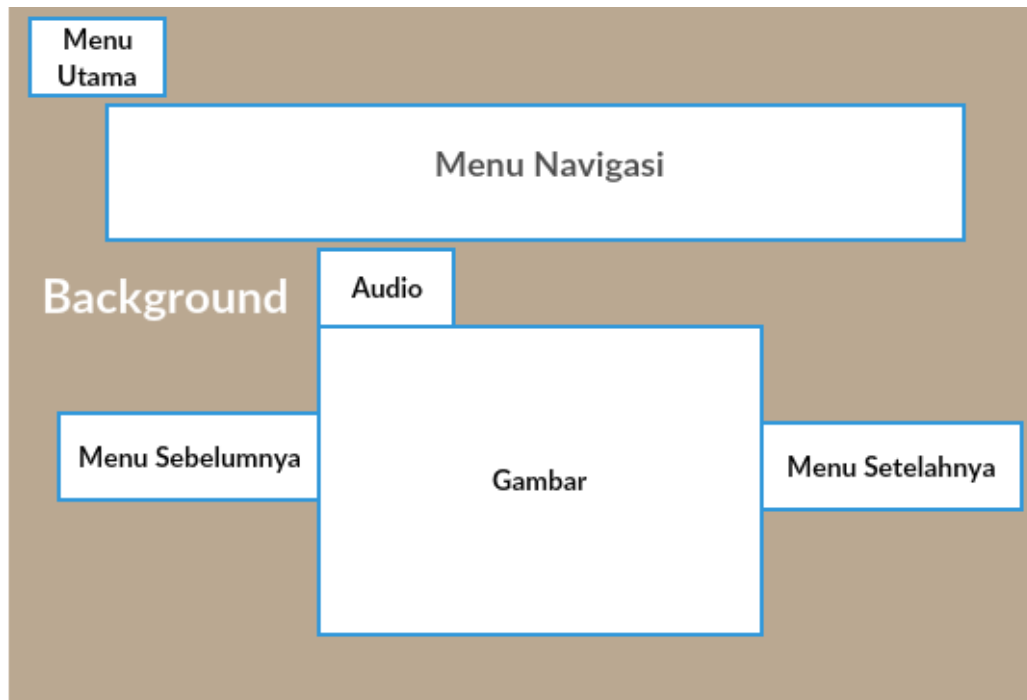 Menu
Utama
Menu Navigasi
Background
Audio
Menu Sebelumnya
Gambar
Menu Setelahnya